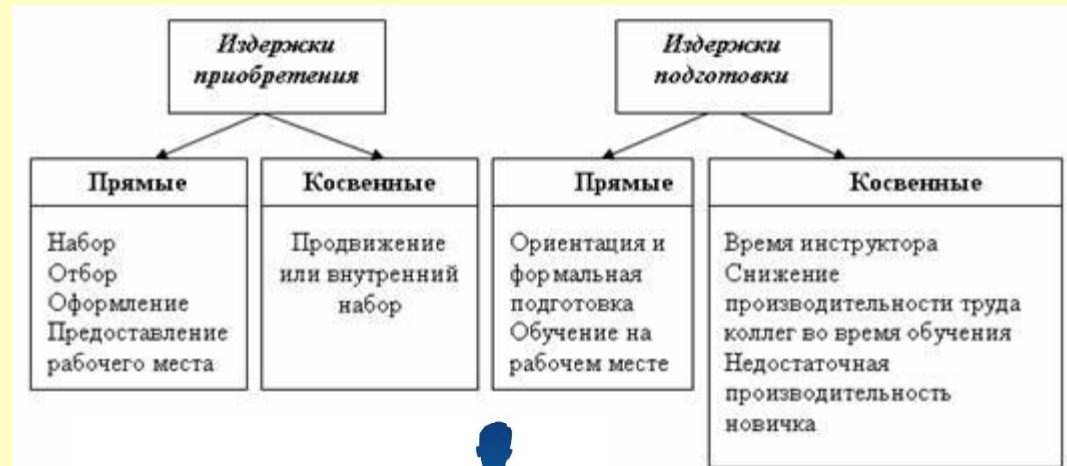 Издержки
приобретения
Издержки
подготовки
Прямые
Набор
Отбор
Оформление
Предоставление
рабочего места
Косвенные
Продвижение
или внутренний
набор
Прямые
Ориентация и
формальная
подготовка
Обучение на
рабочем месте
Косвенные
Время инструктора
Снижение
производительности труда
коллег во время обучения
Недостаточная
производительность
новичка